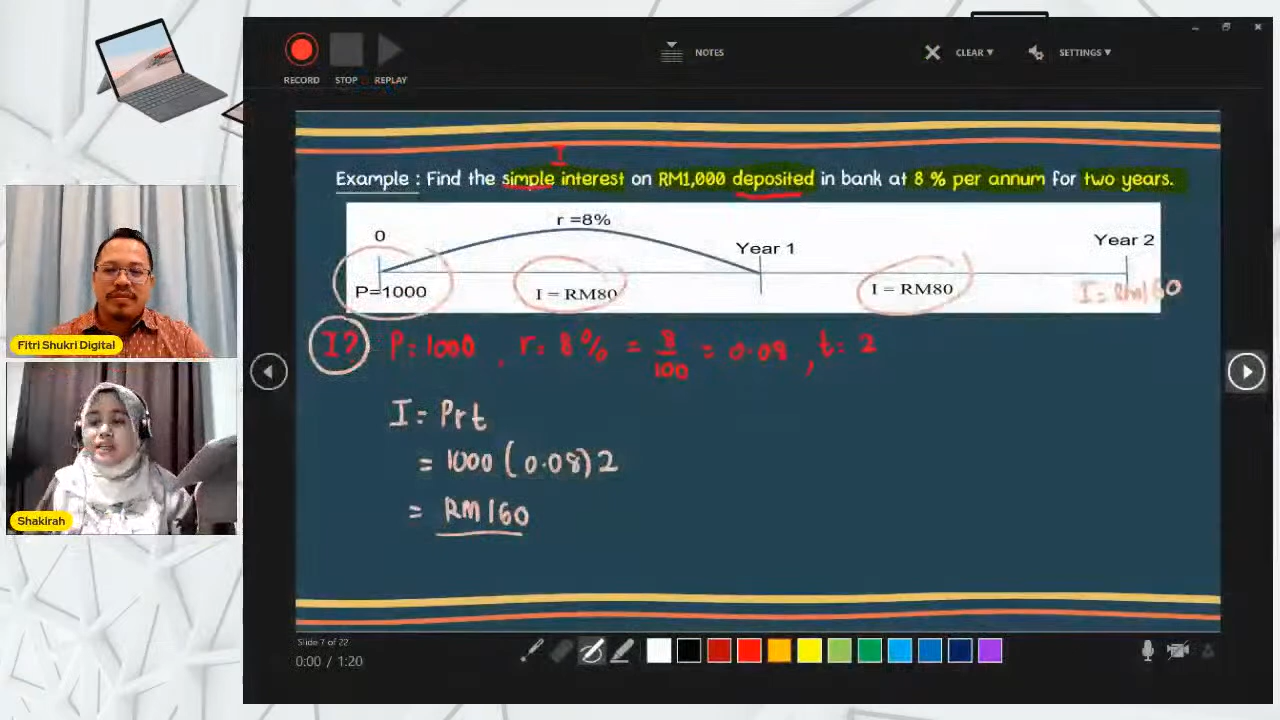 RECORD STOP REPLAY
NOTES
CLEAR
SETTINGS
I
Example : Find the simple interest on RM1,000 deposited in bank at 8 % per annum for two years.
r =8%
0
Year 1
Year 2
P=1000
I = RM80
I = RM80
I = RM160
I? P = 1000 , r = 8% = 8/100 = 0.08 , t = 2
I = Prt
= 1000 (0.08) 2
= RM160
Fitri Shukri Digital
Shakirah
Slide 7 of 22
0:00 / 1:20